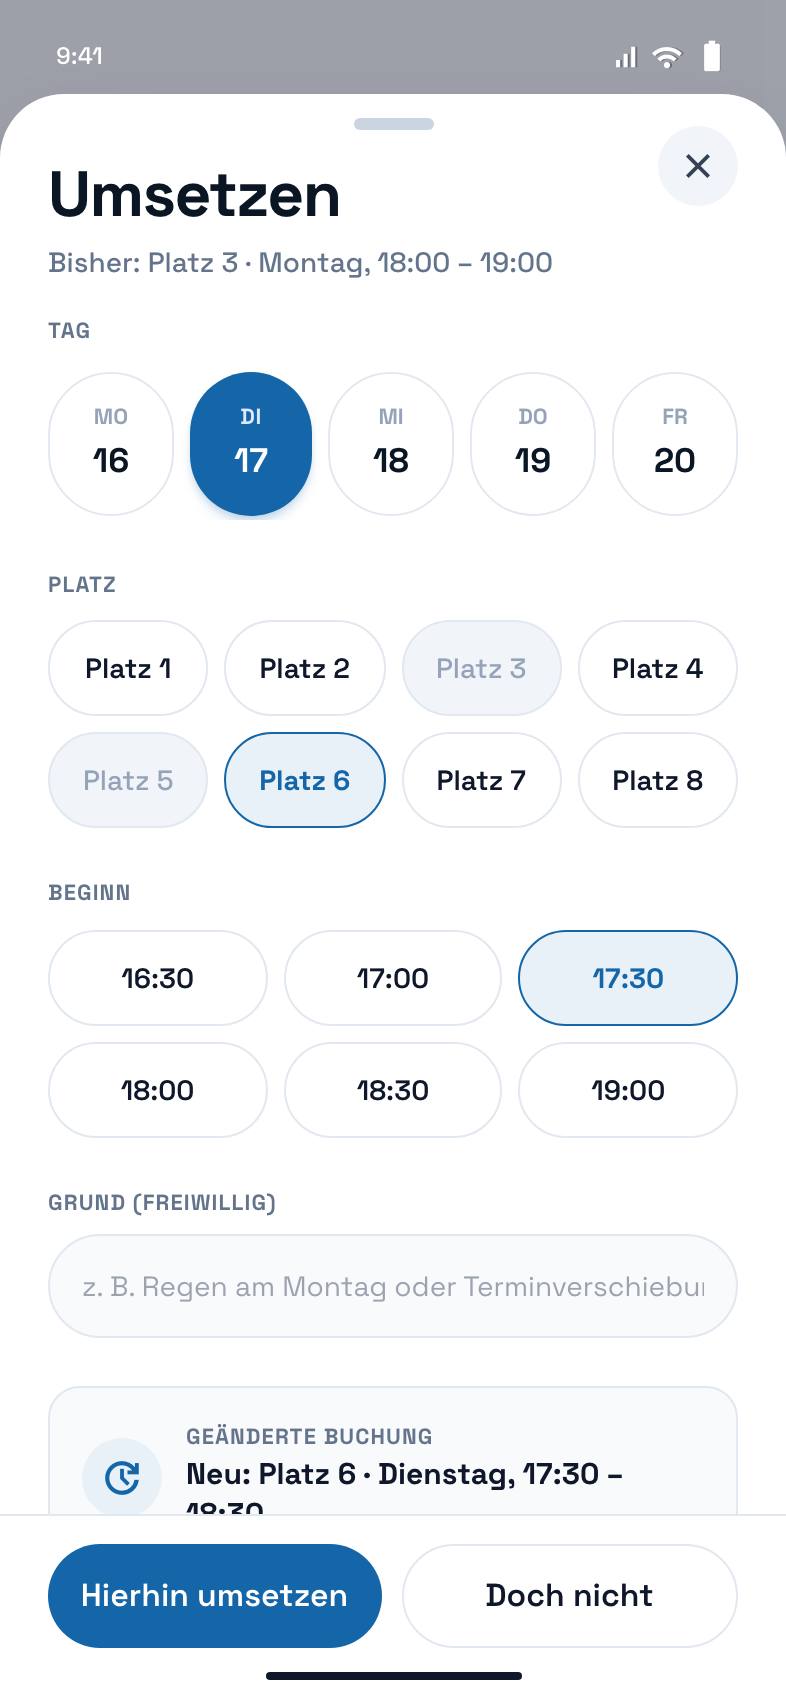 9:41
Umsetzen
Bisher: Platz 3 · Montag, 18:00 – 19:00
TAG
MO DI MI DO FR
16 17 18 19 20
PLATZ
Platz 1 Platz 2 Platz 3 Platz 4
Platz 5 Platz 6 Platz 7 Platz 8
BEGINN
16:30 17:00 17:30
18:00 18:30 19:00
GRUND (FREIWILLIG)
z. B. Regen am Montag oder Terminverschiebu
GEÄNDERTE BUCHUNG
Neu: Platz 6 · Dienstag, 17:30 –
18:30
Hierhin umsetzen Doch nicht